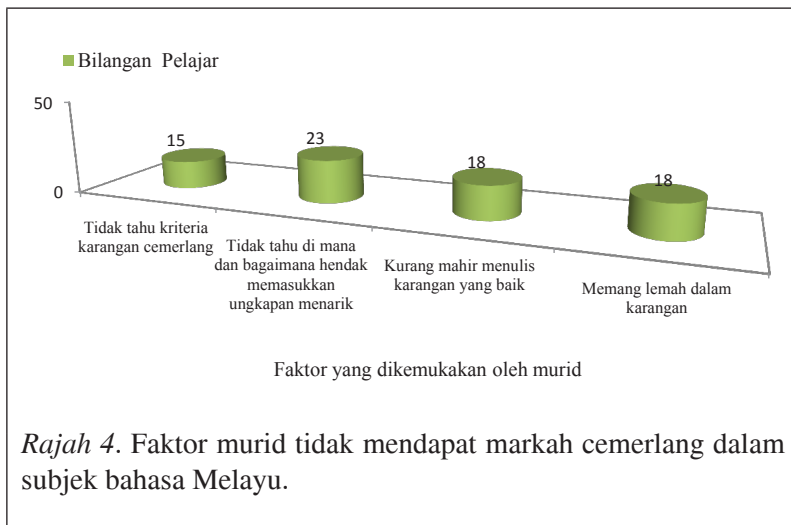 Bilangan Pelajar
50
0
15
23
18
18
Tidak tahu kriteria
karangan cemerlang
Tidak tahu di mana
dan bagaimana hendak
memasukkan
ungkapan menarik
Kurang mahir menulis
karangan yang baik
Memang lemah dalam
karangan
Faktor yang dikemukakan oleh murid
Rajah 4. Faktor murid tidak mendapat markah cemerlang dalam
subjek bahasa Melayu.